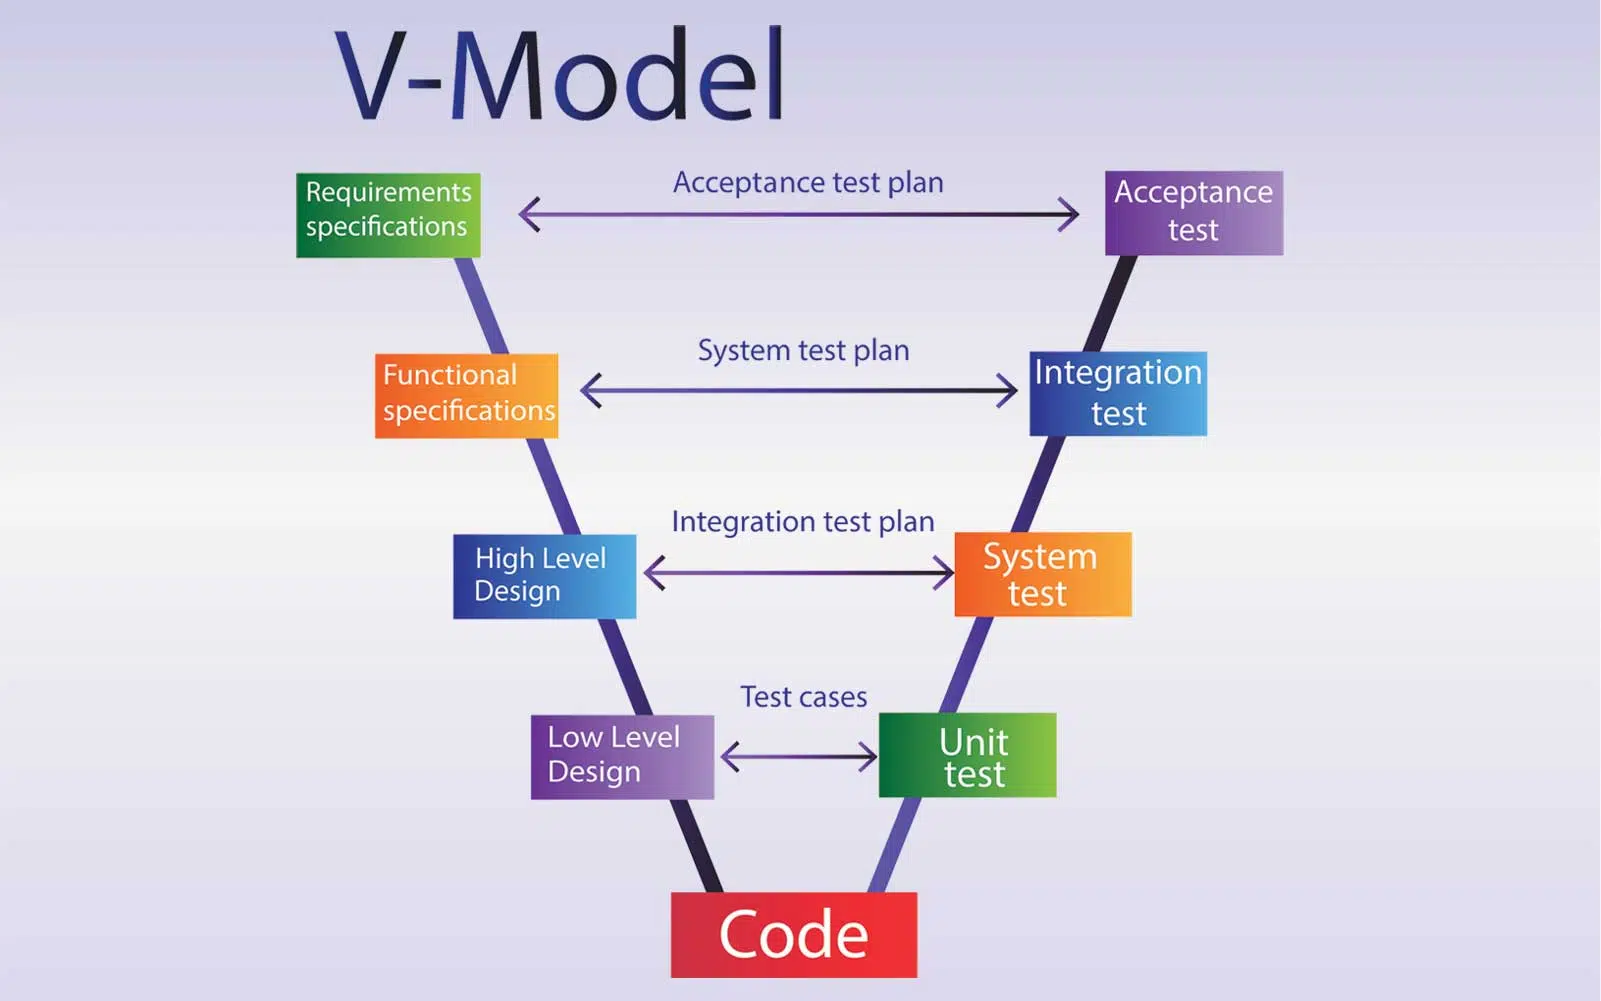 V-Model
Requirements
specifications
Acceptance test plan
Acceptance
test
Functional
specifications
System test plan
Integration
test
High Level
Design
Integration test plan
System
test
Low Level
Design
Test cases
Unit
test
Code